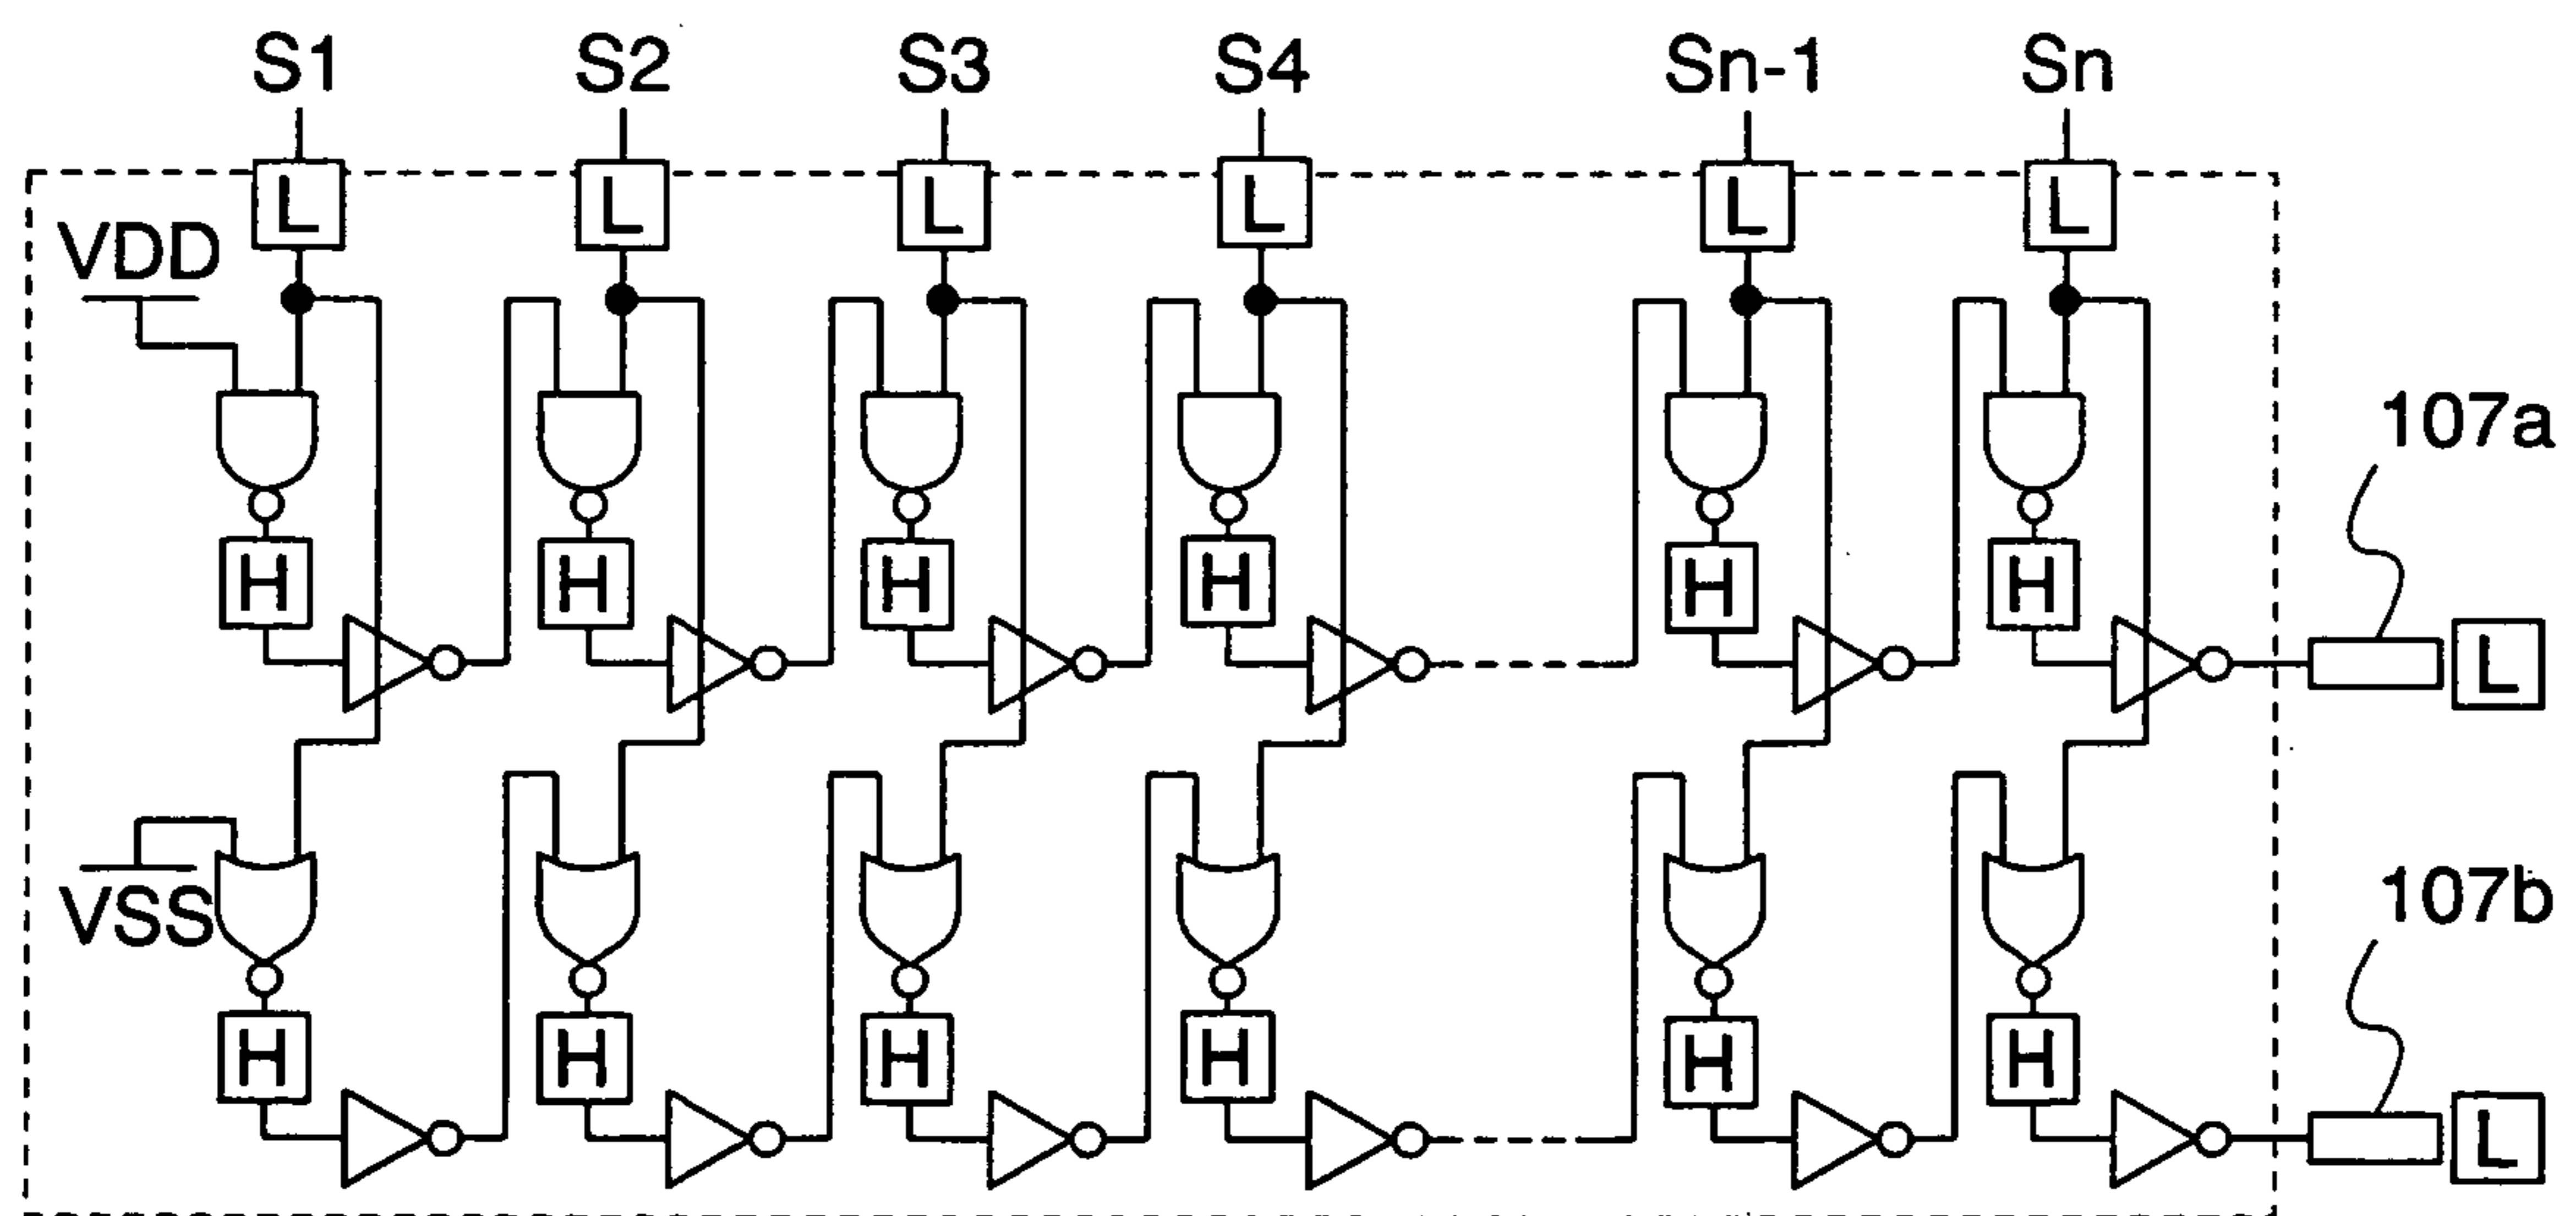 S1 S2 S3 S4 Sn-1 Sn
L L L L L L
VDD
107a
H H H H H H
L
VSS
107b
H H H H H H
L